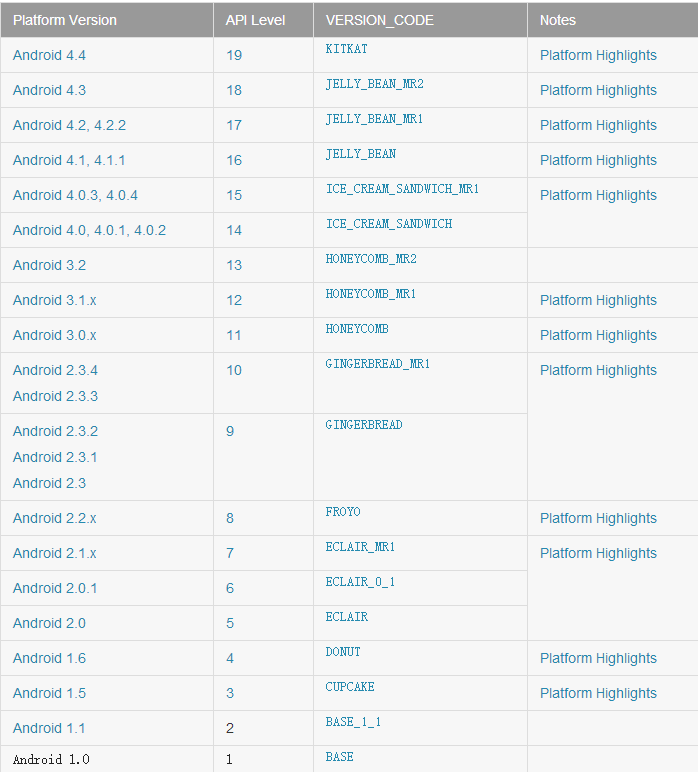 Platform Version API Level VERSION_CODE Notes
Android 4.4 19 KITKAT Platform Highlights
Android 4.3 18 JELLY_BEAN_MR2 Platform Highlights
Android 4.2, 4.2.2 17 JELLY_BEAN_MR1 Platform Highlights
Android 4.1, 4.1.1 16 JELLY_BEAN Platform Highlights
Android 4.0.3, 4.0.4 15 ICE_CREAM_SANDWICH_MR1 Platform Highlights
Android 4.0, 4.0.1, 4.0.2 14 ICE_CREAM_SANDWICH
Android 3.2 13 HONEYCOMB_MR2
Android 3.1.x 12 HONEYCOMB_MR1 Platform Highlights
Android 3.0.x 11 HONEYCOMB Platform Highlights
Android 2.3.4 10 GINGERBREAD_MR1 Platform Highlights
Android 2.3.3
Android 2.3.2 9 GINGERBREAD
Android 2.3.1
Android 2.3
Android 2.2.x 8 FROYO Platform Highlights
Android 2.1.x 7 ECLAIR_MR1 Platform Highlights
Android 2.0.1 6 ECLAIR_0_1
Android 2.0 5 ECLAIR
Android 1.6 4 DONUT Platform Highlights
Android 1.5 3 CUPCAKE Platform Highlights
Android 1.1 2 BASE_1_1
Android 1.0 1 BASE